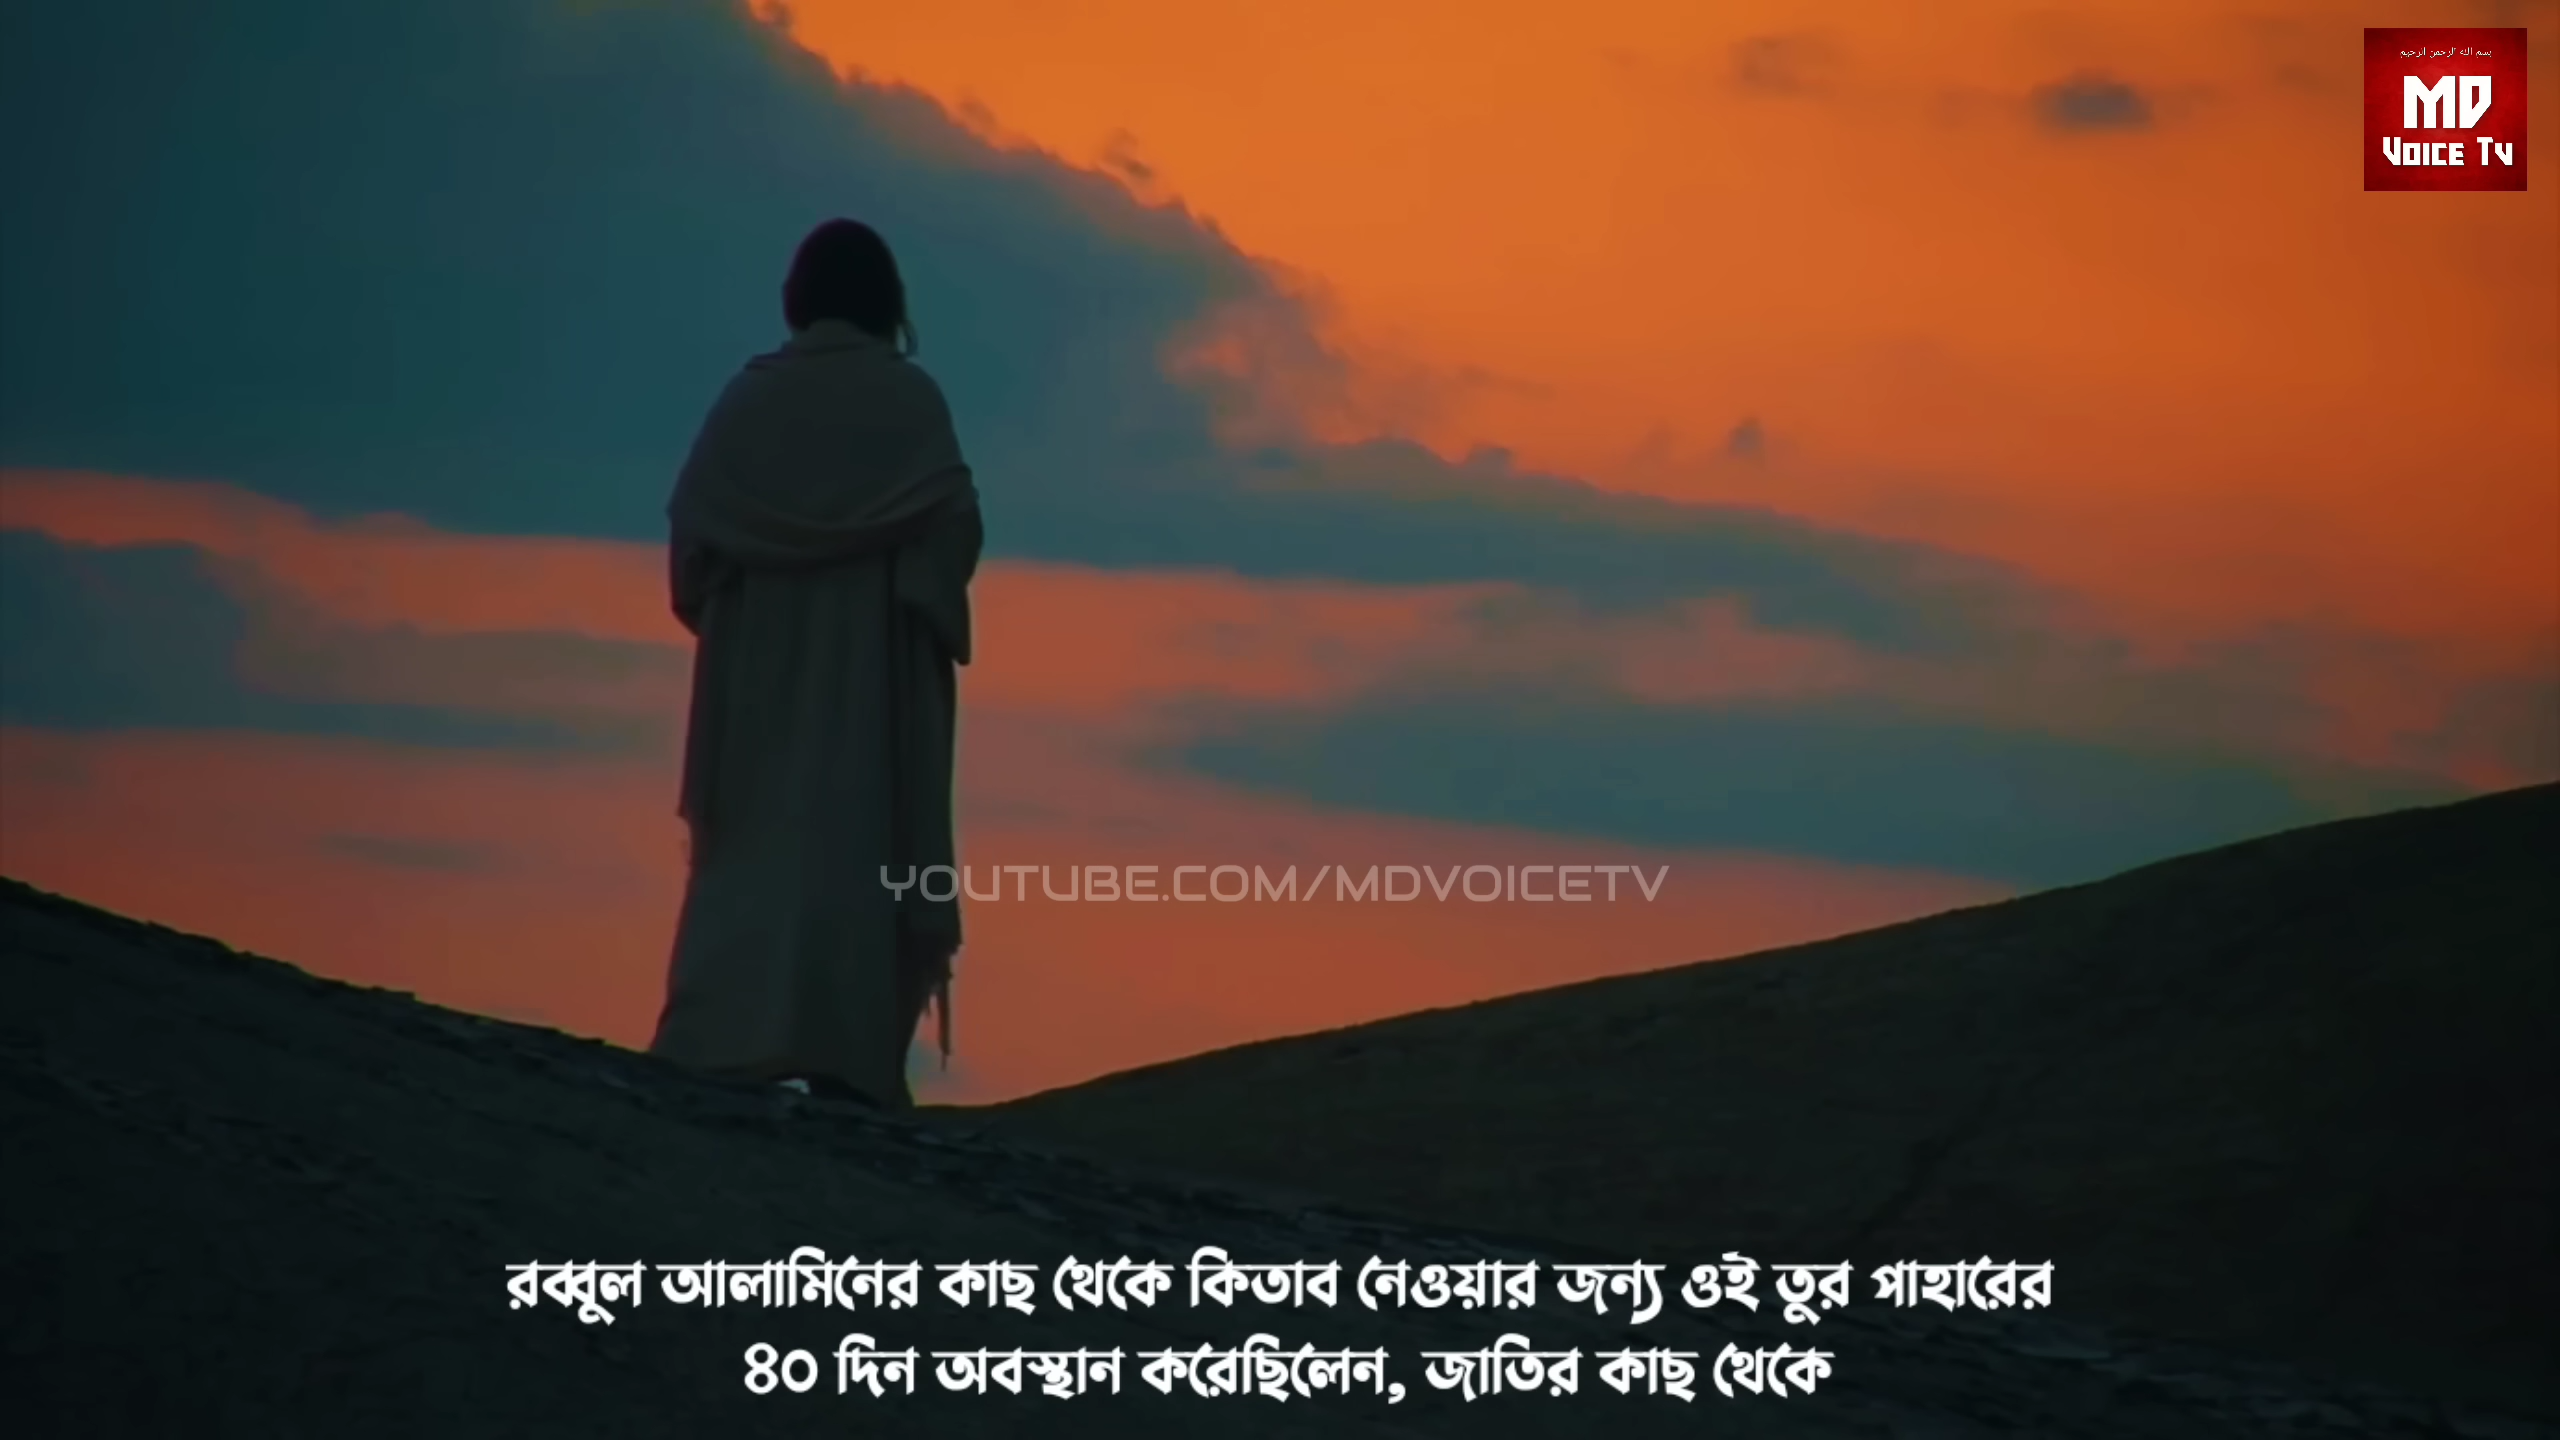 بسم الله الرحمن الرحيم
MD
VOICE TV
YOUTUBE.COM/MDVOICETV
রব্বুল আলামিনের কাছ থেকে কিতাব নেওয়ার জন্য ওই তুর পাহারের
৪০ দিন অবস্থান করেছিলেন, জাতির কাছ থেকে